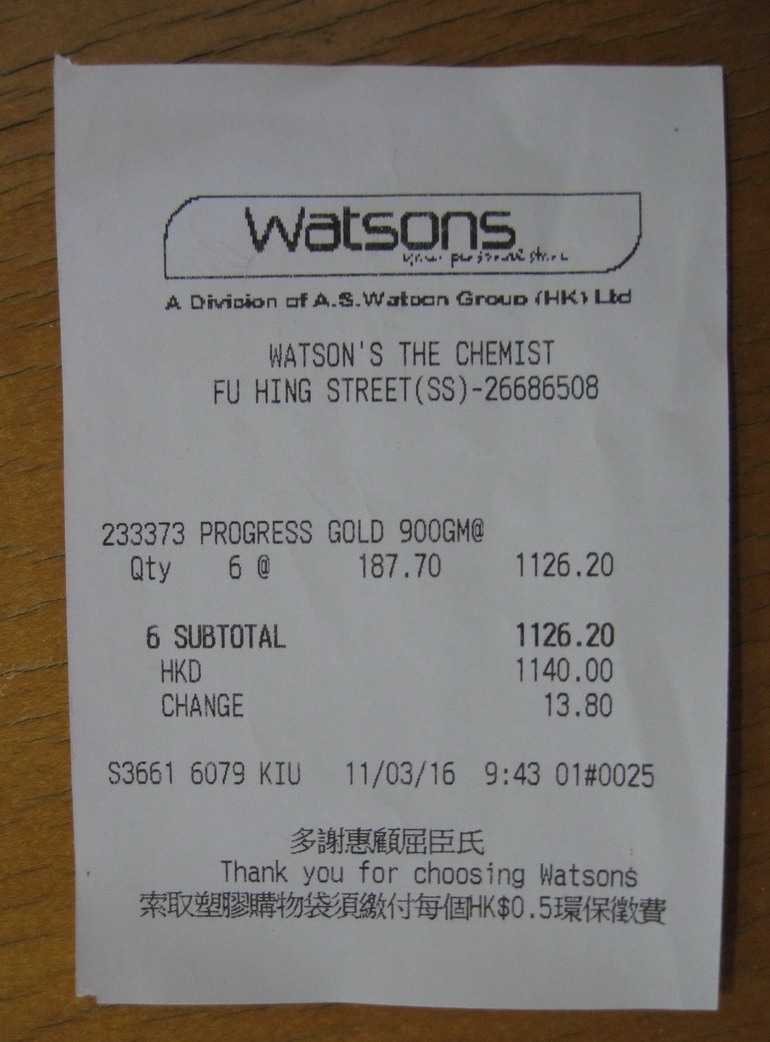 Watsons
your personal store
A Division of A.S.Watson Group (HK) Ltd
WATSON'S THE CHEMIST
FU HING STREET(SS)-26686508
233373 PROGRESS GOLD 900GM@
Qty 6 @ 187.70 1126.20
6 SUBTOTAL 1126.20
HKD 1140.00
CHANGE 13.80
S3661 6079 KIU 11/03/16 9:43 01#0025
多謝惠顧屈臣氏
Thank you for choosing Watsons
索取塑膠購物袋須繳付每個HK$0.5環保徵費